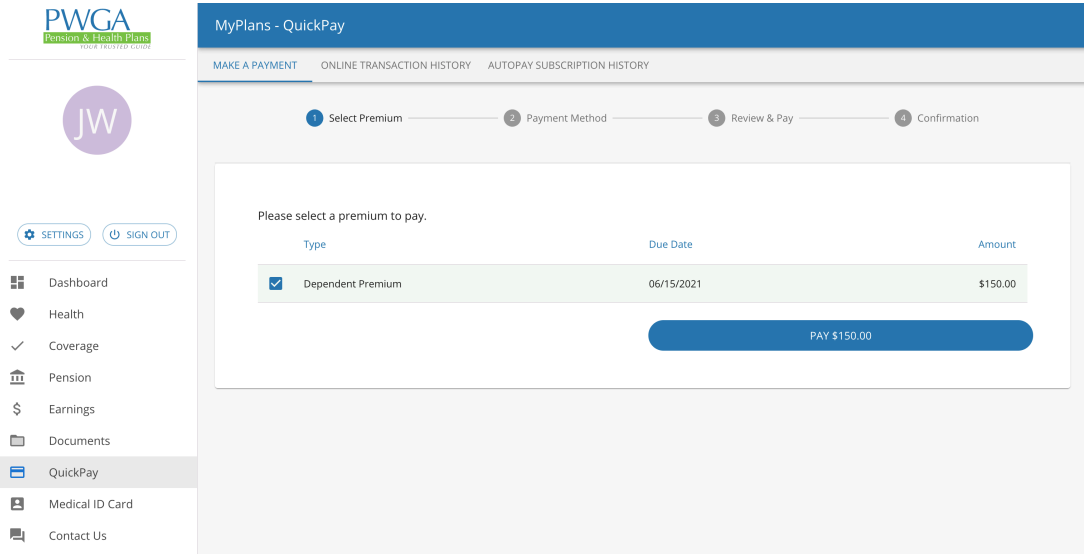 PWGA
Pension & Health Plans
YOUR TRUSTED GUIDE
JW
SETTINGS
SIGN OUT
Dashboard
Health
Coverage
Pension
Earnings
Documents
QuickPay
Medical ID Card
Contact Us
MyPlans - QuickPay
MAKE A PAYMENT ONLINE TRANSACTION HISTORY AUTOPAY SUBSCRIPTION HISTORY
1 Select Premium 2 Payment Method 3 Review & Pay 4 Confirmation
Please select a premium to pay.
Type Due Date Amount
Dependent Premium 06/15/2021 $150.00
PAY $150.00